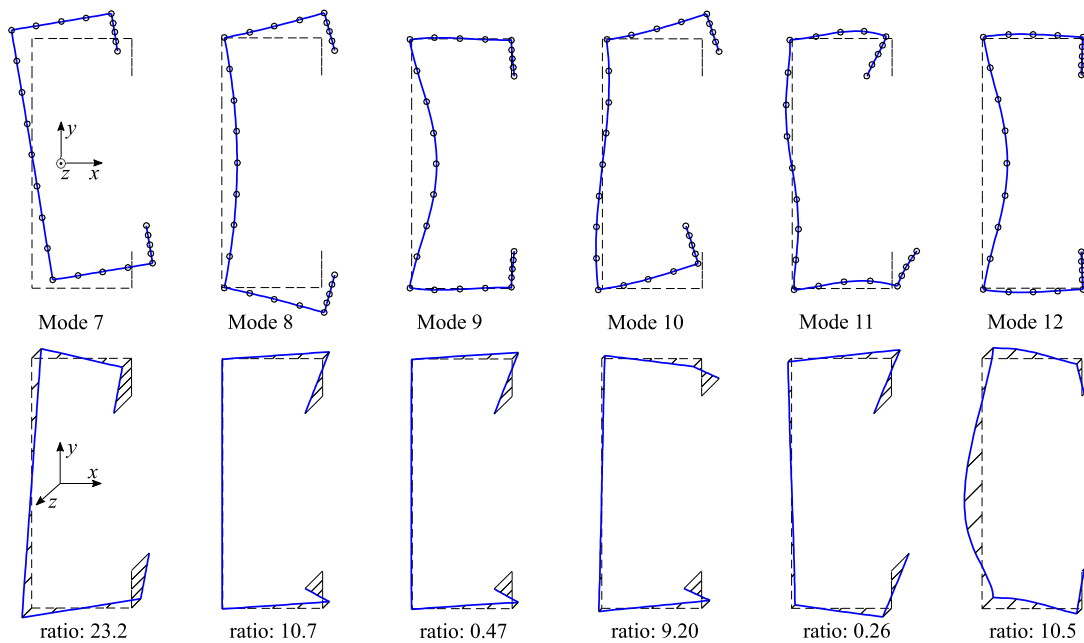 y
z
x
Mode 7
Mode 8
Mode 9
Mode 10
Mode 11
Mode 12
y
x
z
ratio: 23.2
ratio: 10.7
ratio: 0.47
ratio: 9.20
ratio: 0.26
ratio: 10.5